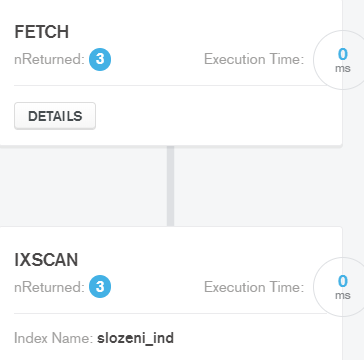 FETCH
nReturned: 3 Execution Time: 0 ms
DETAILS
IXSCAN
nReturned: 3 Execution Time: 0 ms
Index Name: slozeni_ind